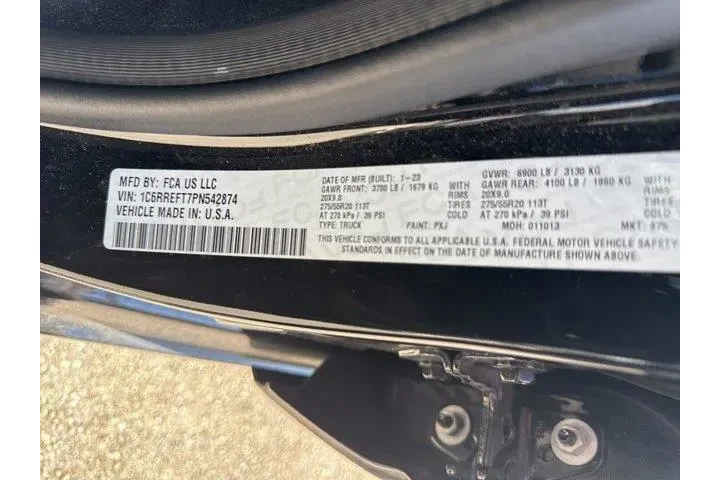 MFD BY: FCA US LLC
VIN: 1C6RREFT7PN542874
VEHICLE MADE IN: U.S.A.
DATE OF MFR (BUILT): 1-23
GAWR FRONT: 3700 LB / 1679 KG
20X9.0
275/55R20 113T
AT 270 kPa / 39 PSI
TYPE: TRUCK PAINT: PXJ
WITH
RIMS
TIRES
COLD
GVWR: 6900 LB / 3130 KG
GAWR REAR: 4100 LB / 1860 KG
20X9.0
275/55R20 113T
AT 270 kPa / 39 PSI
MDH: 011013
WITH
RIMS
TIRES
COLD
MKT:
THIS VEHICLE CONFORMS TO ALL APPLICABLE U.S.A. FEDERAL MOTOR VEHICLE SAFETY
STANDARDS IN EFFECT ON THE DATE OF MANUFACTURE SHOWN ABOVE.